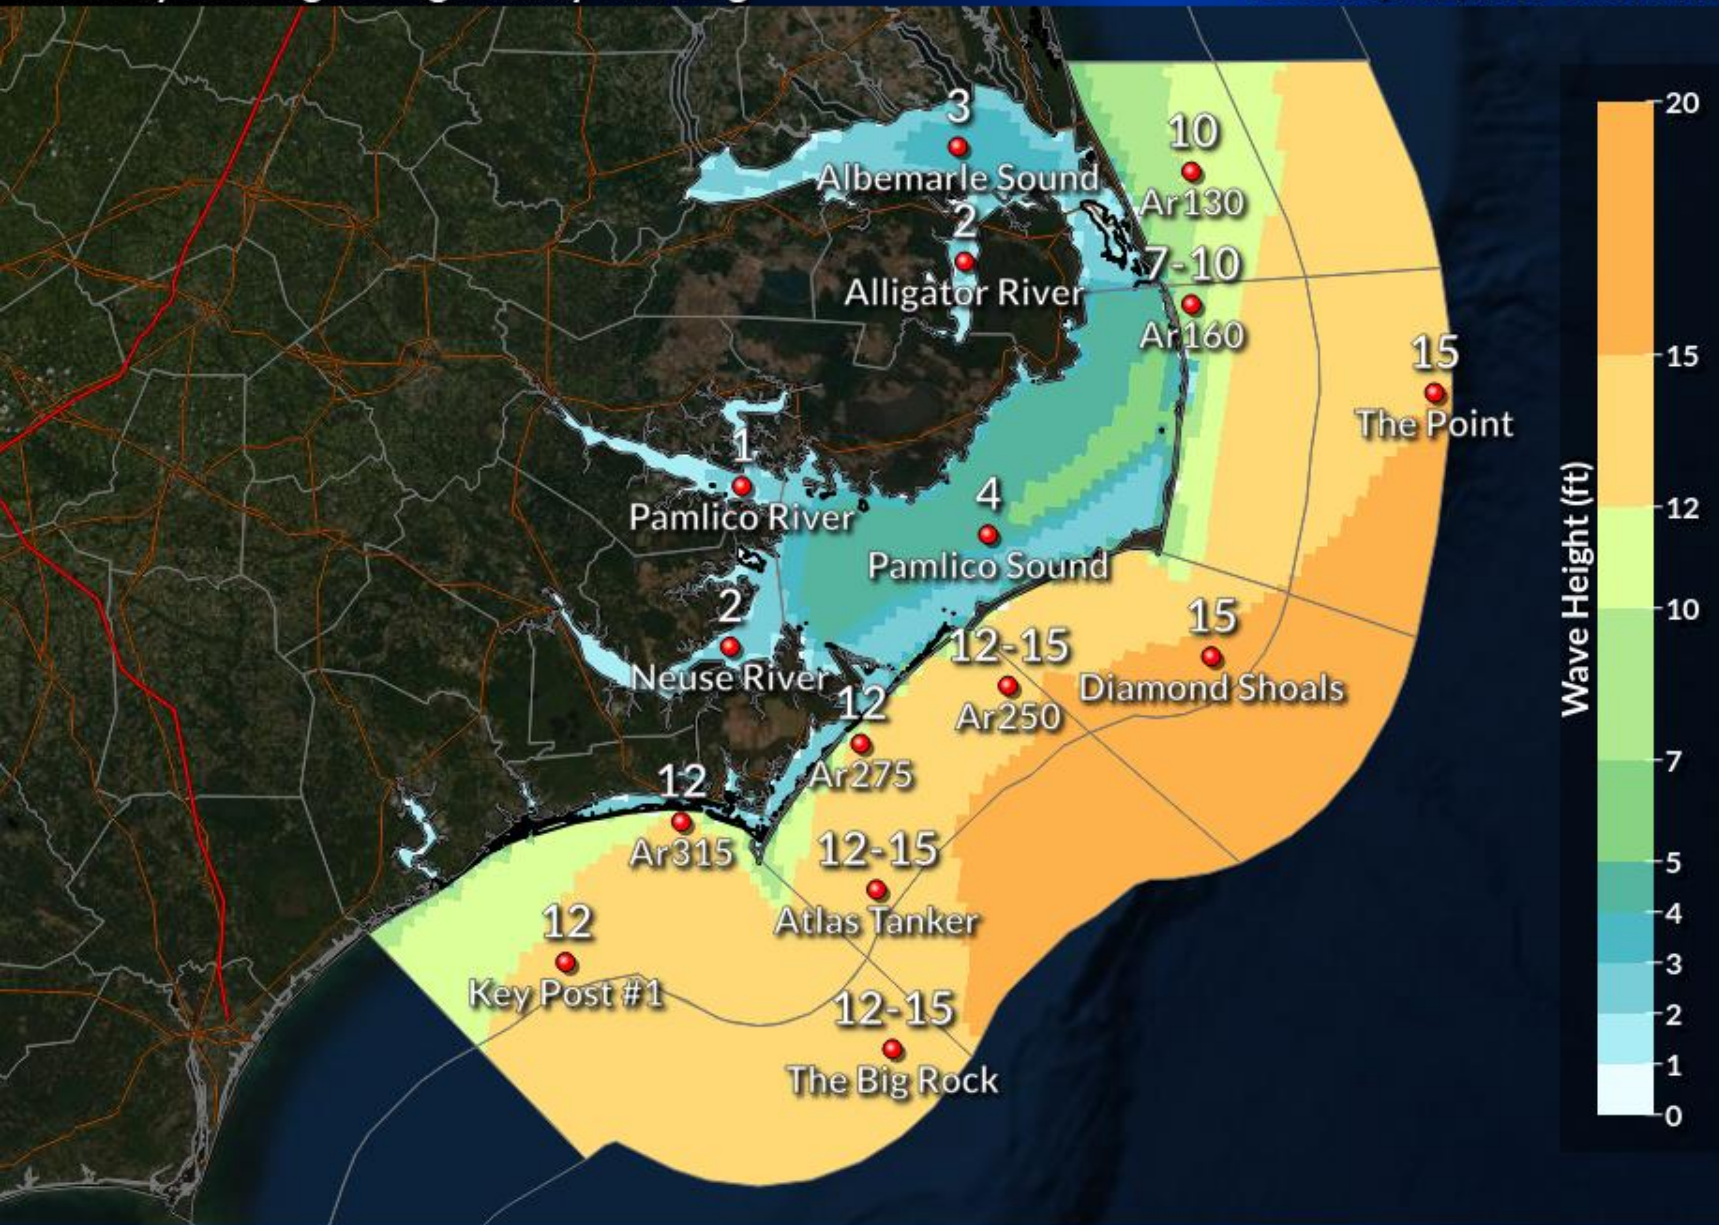 3
Albemarle Sound
10
Ar130
2
Alligator River
7-10
Ar160
15
The Point
1
Pamlico River
4
Pamlico Sound
2
Neuse River
12-15
Ar250
15
Diamond Shoals
12
Ar275
12
Ar315
12-15
Atlas Tanker
12
Key Post #1
12-15
The Big Rock
Wave Height (ft)
20
15
12
10
7
5
4
3
2
1
0